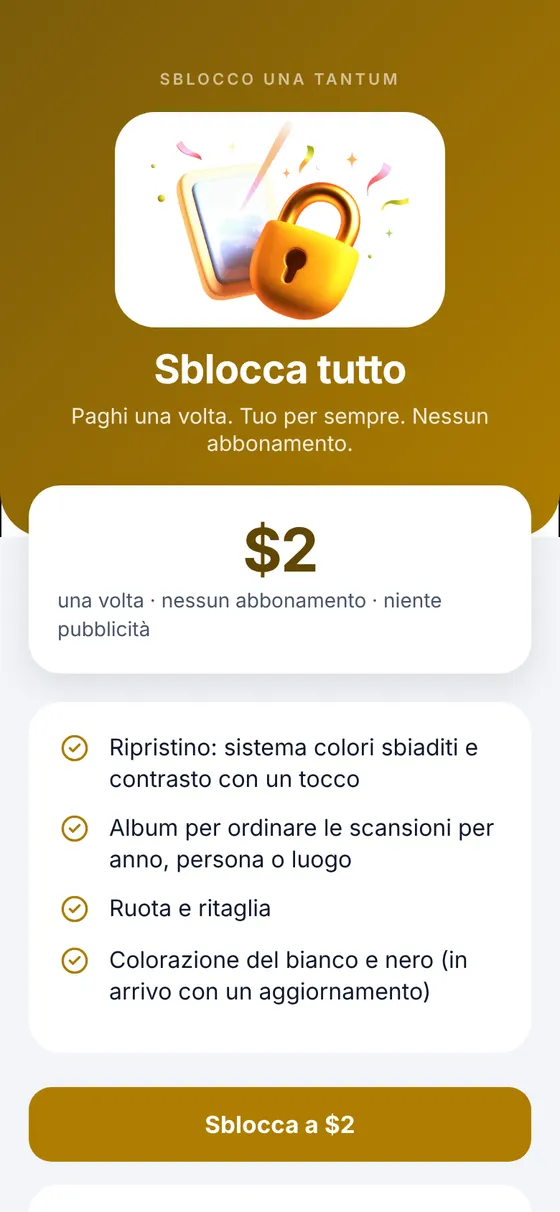 SBLOCCO UNA TANTUM
Sblocca tutto
Paghi una volta. Tuo per sempre. Nessun
abbonamento.
$2
una volta · nessun abbonamento · niente
pubblicità
Ripristino: sistema colori sbiaditi e
contrasto con un tocco
Album per ordinare le scansioni per
anno, persona o luogo
Ruota e ritaglia
Colorazione del bianco e nero (in
arrivo con un aggiornamento)
Sblocca a $2